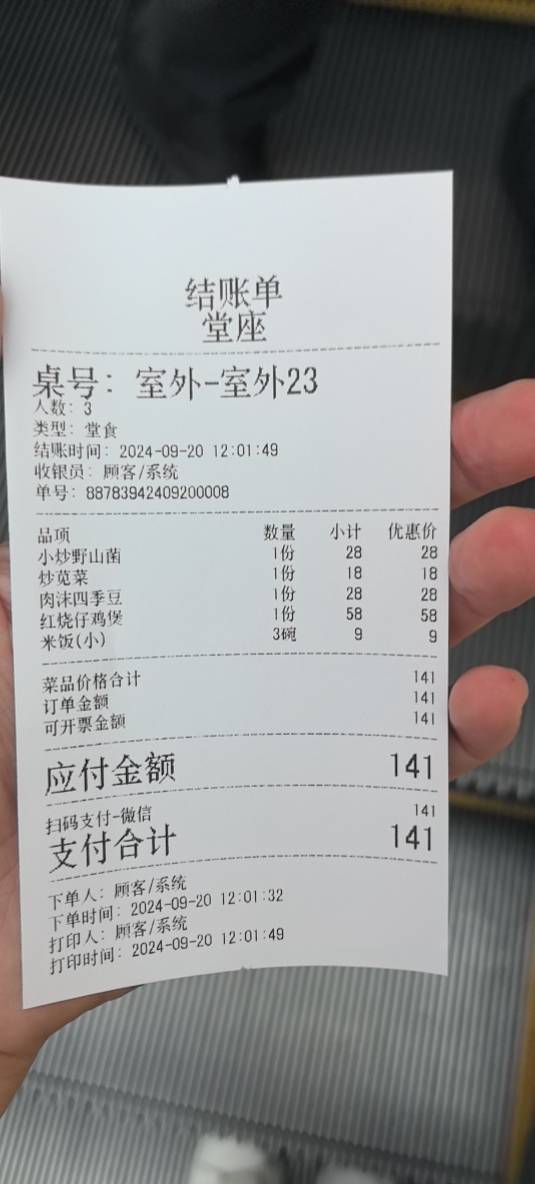 结账单
堂座
桌号: 室外-室外23
人数: 3
类型: 堂食
结账时间: 2024-09-20 12:01:49
收银员: 顾客/系统
单号: 88783942409200008
品项 数量 小计 优惠价
小炒野山菌 1份 28 28
炒苋菜 1份 18 18
肉沫四季豆 1份 28 28
红烧仔鸡煲 1份 58 58
米饭(小) 3碗 9 9
菜品价格合计 141
订单金额 141
可开票金额 141
应付金额 141
扫码支付-微信 141
支付合计 141
下单人: 顾客/系统
下单时间: 2024-09-20 12:01:32
打印人: 顾客/系统
打印时间: 2024-09-20 12:01:49